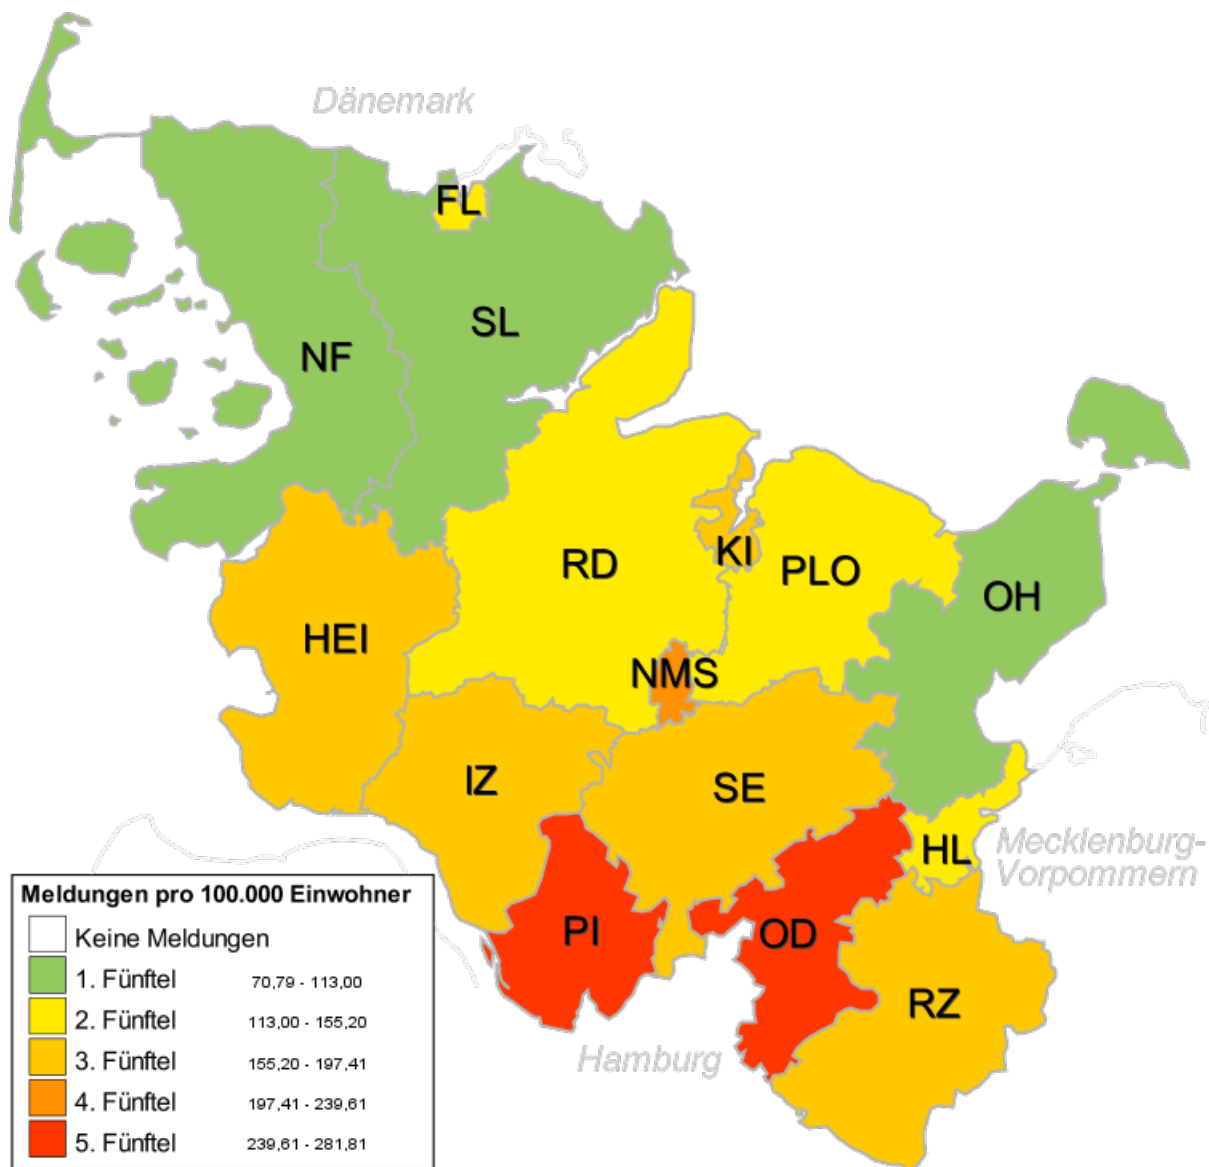 Dänemark
FL
SL
NF
RD
KI
PLO
OH
HEI
NMS
IZ
SE
HL
Mecklenburg-
Vorpommern
PI
OD
RZ
Hamburg
Meldungen pro 100.000 Einwohner
Keine Meldungen
1. Fünftel 70,79 - 113,00
2. Fünftel 113,00 - 155,20
3. Fünftel 155,20 - 197,41
4. Fünftel 197,41 - 239,61
5. Fünftel 239,61 - 281,81